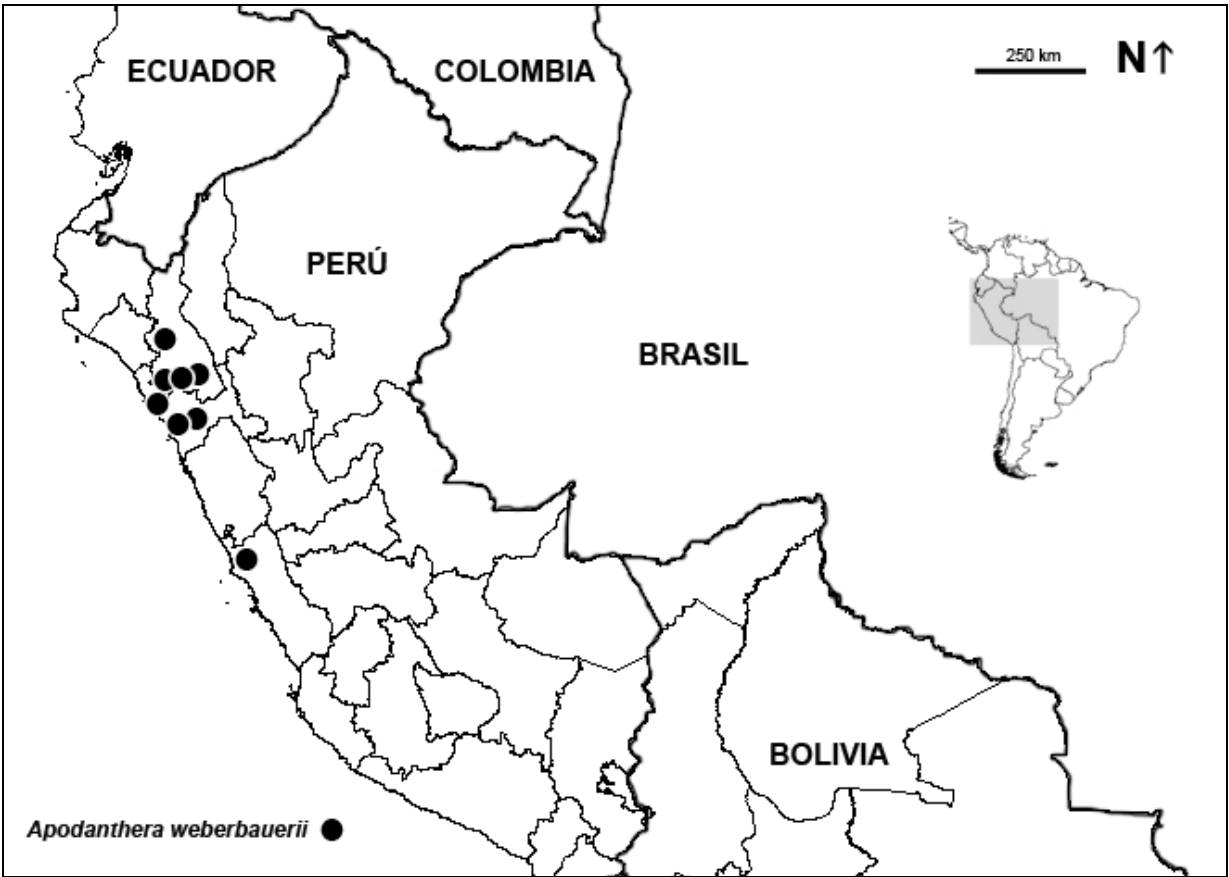 ECUADOR
COLOMBIA
250 km
N↑
PERÚ
BRASIL
BOLIVIA
Apodanthera weberbauerii